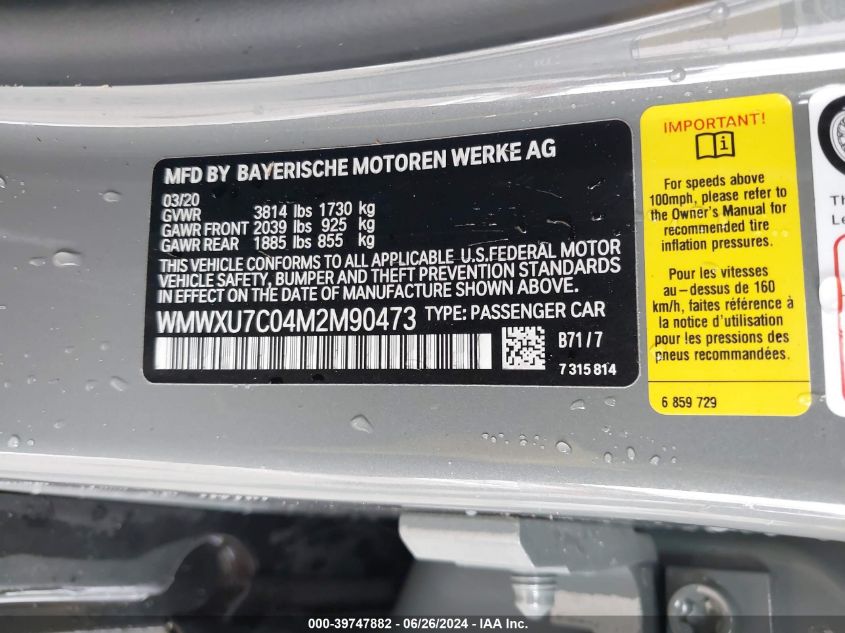 MFD BY BAYERISCHE MOTOREN WERKE AG
03/20
GVWR 3814 lbs 1730 kg
GAWR FRONT 2039 lbs 925 kg
GAWR REAR 1885 lbs 855 kg
THIS VEHICLE CONFORMS TO ALL APPLICABLE U.S.FEDERAL MOTOR
VEHICLE SAFETY, BUMPER AND THEFT PREVENTION STANDARDS
IN EFFECT ON THE DATE OF MANUFACTURE SHOWN ABOVE.
WMWXU7C04M2M90473 TYPE: PASSENGER CAR
B71/7
7 315 814
IMPORTANT!
i
For speeds above
100mph, please refer to
the Owner's Manual for
recommended tire
inflation pressures.
Pour les vitesses
au-dessus de 160
km/h, faites référence à
la notice d'utilisation
pour les pressions des
pneus recommandées.
6 859 729
Th
Le
000-39747882 - 06/26/2024 - IAA Inc.